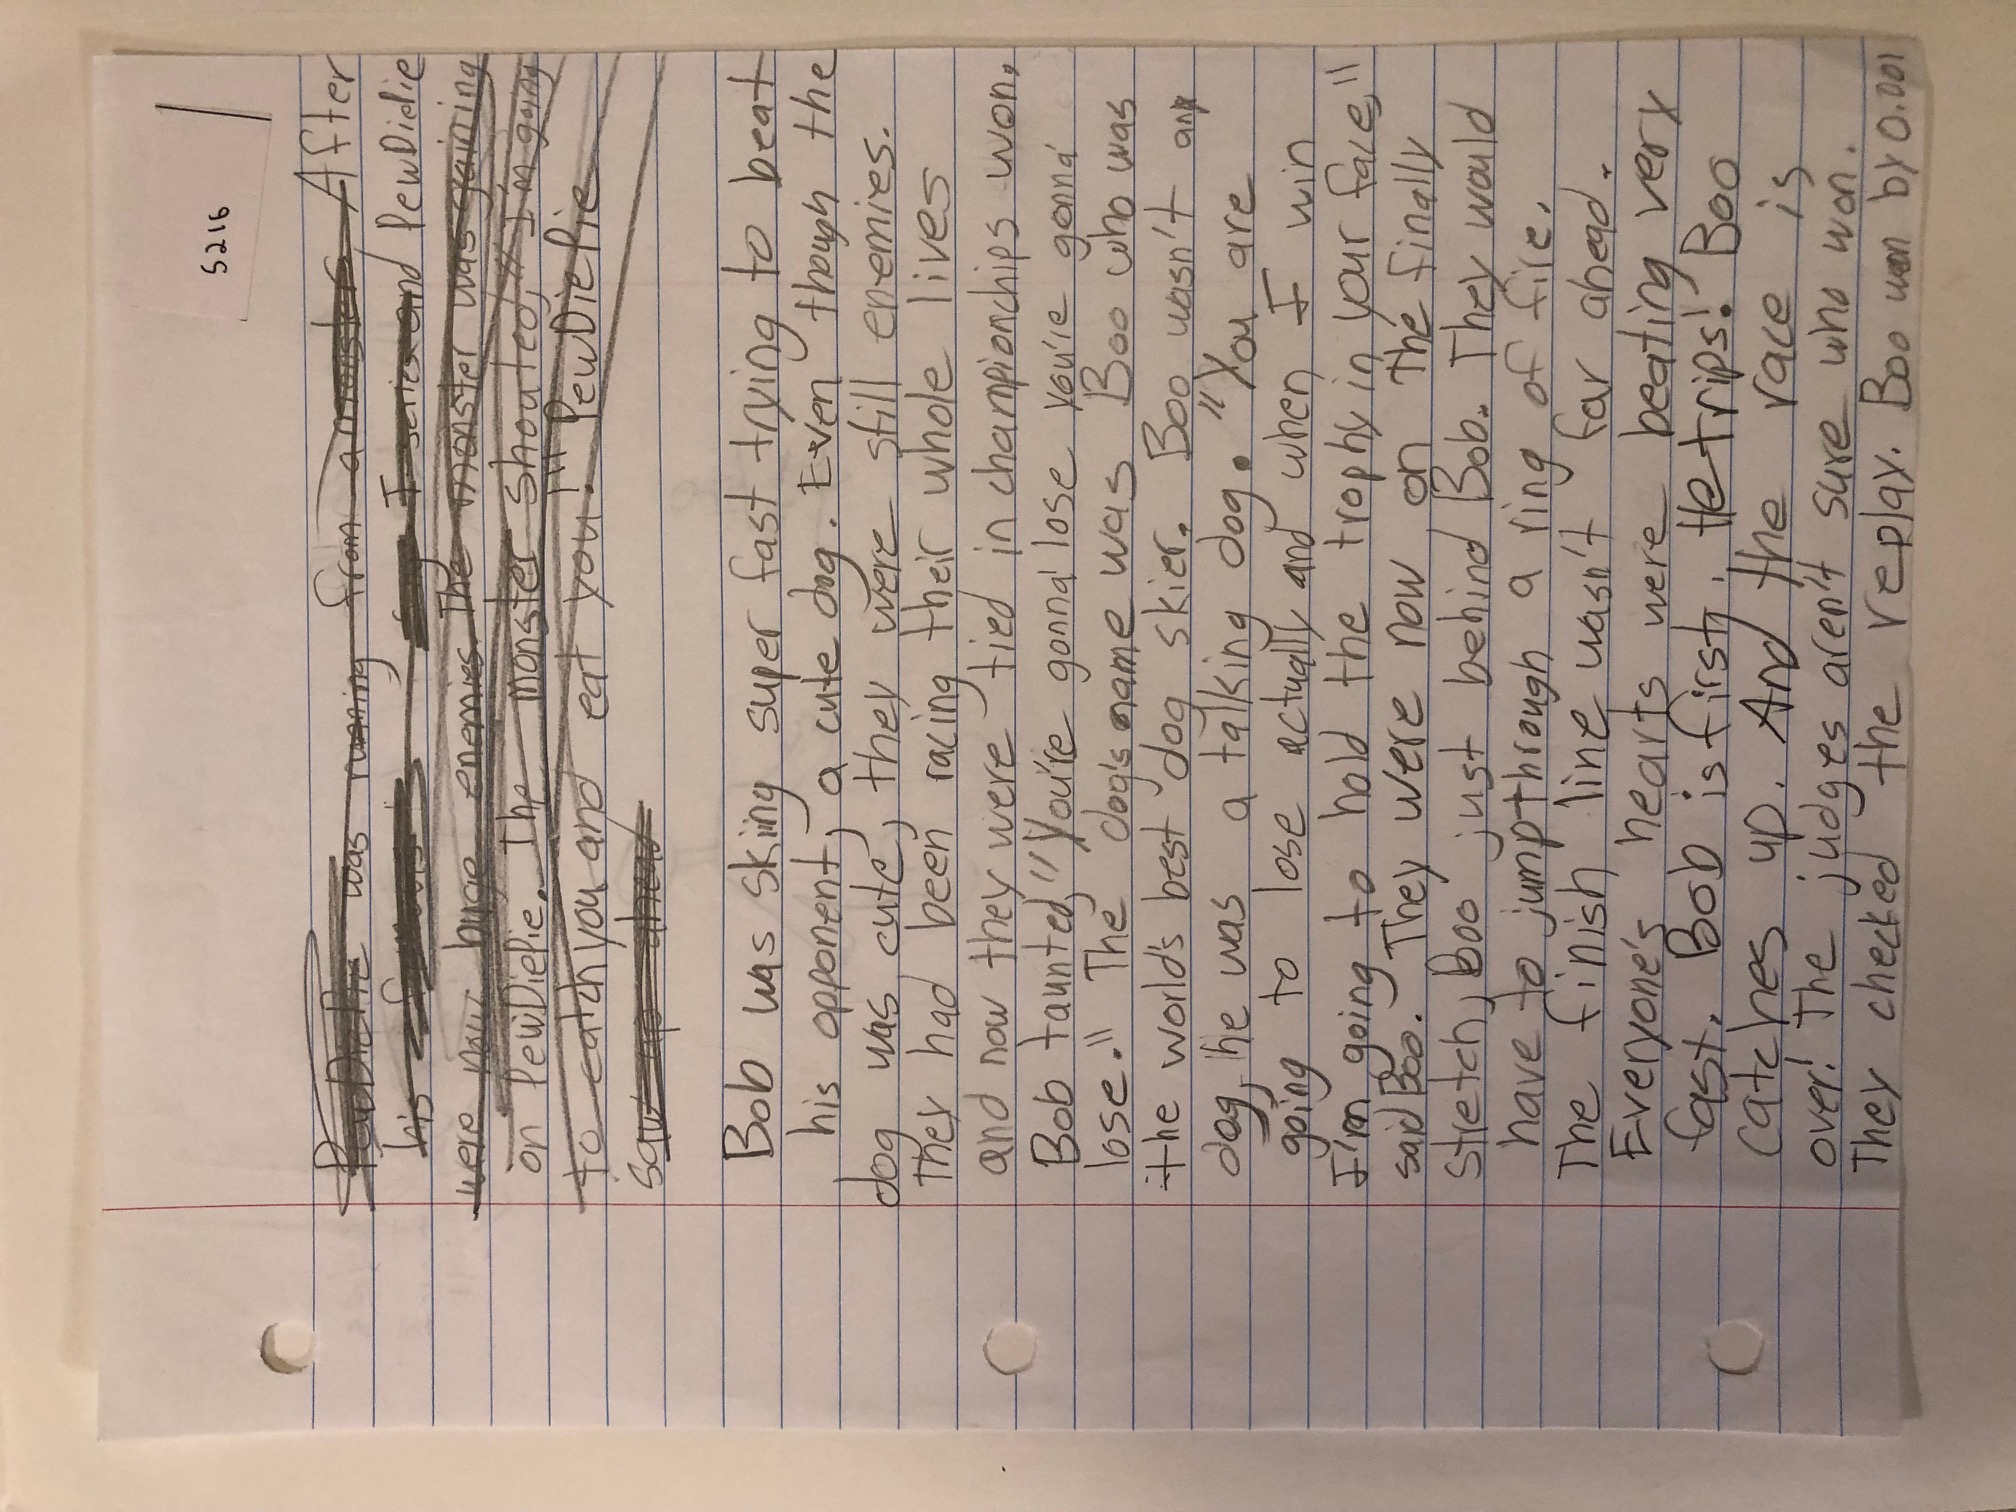 5216
PewDiePie was running from a monster. After
his famous I series and PewDiePie
were now huge enemies. The monster was gaining
on PewDiePie. The monster shouted, "I'm going
to catch you and eat you!" PewDiePie
saw up ahead
Bob was skiing super fast trying to beat
his opponent, a cute dog. Even though the
dog was cute, they were still enemies.
They had been racing their whole lives
and now they were tied in championchips won.
Bob taunted, "You're gonna lose you're gonna
lose." The dog's name was Boo who was
the world's best dog skier. Boo wasn't any
dog, he was a talking dog. "You are
going to lose actually and when I win
I'm going to hold the trophy in your face,"
said Boo. They were now on the finally
stretch, Boo just behind Bob. They would
have to jump through a ring of fire.
The finish line wasn't far ahead.
Everyone's hearts were beating very
fast. Bob is first. He trips! Boo
catches up. And the race is
over! The judges aren't sure who won.
They checked the replay. Boo won by 0.001